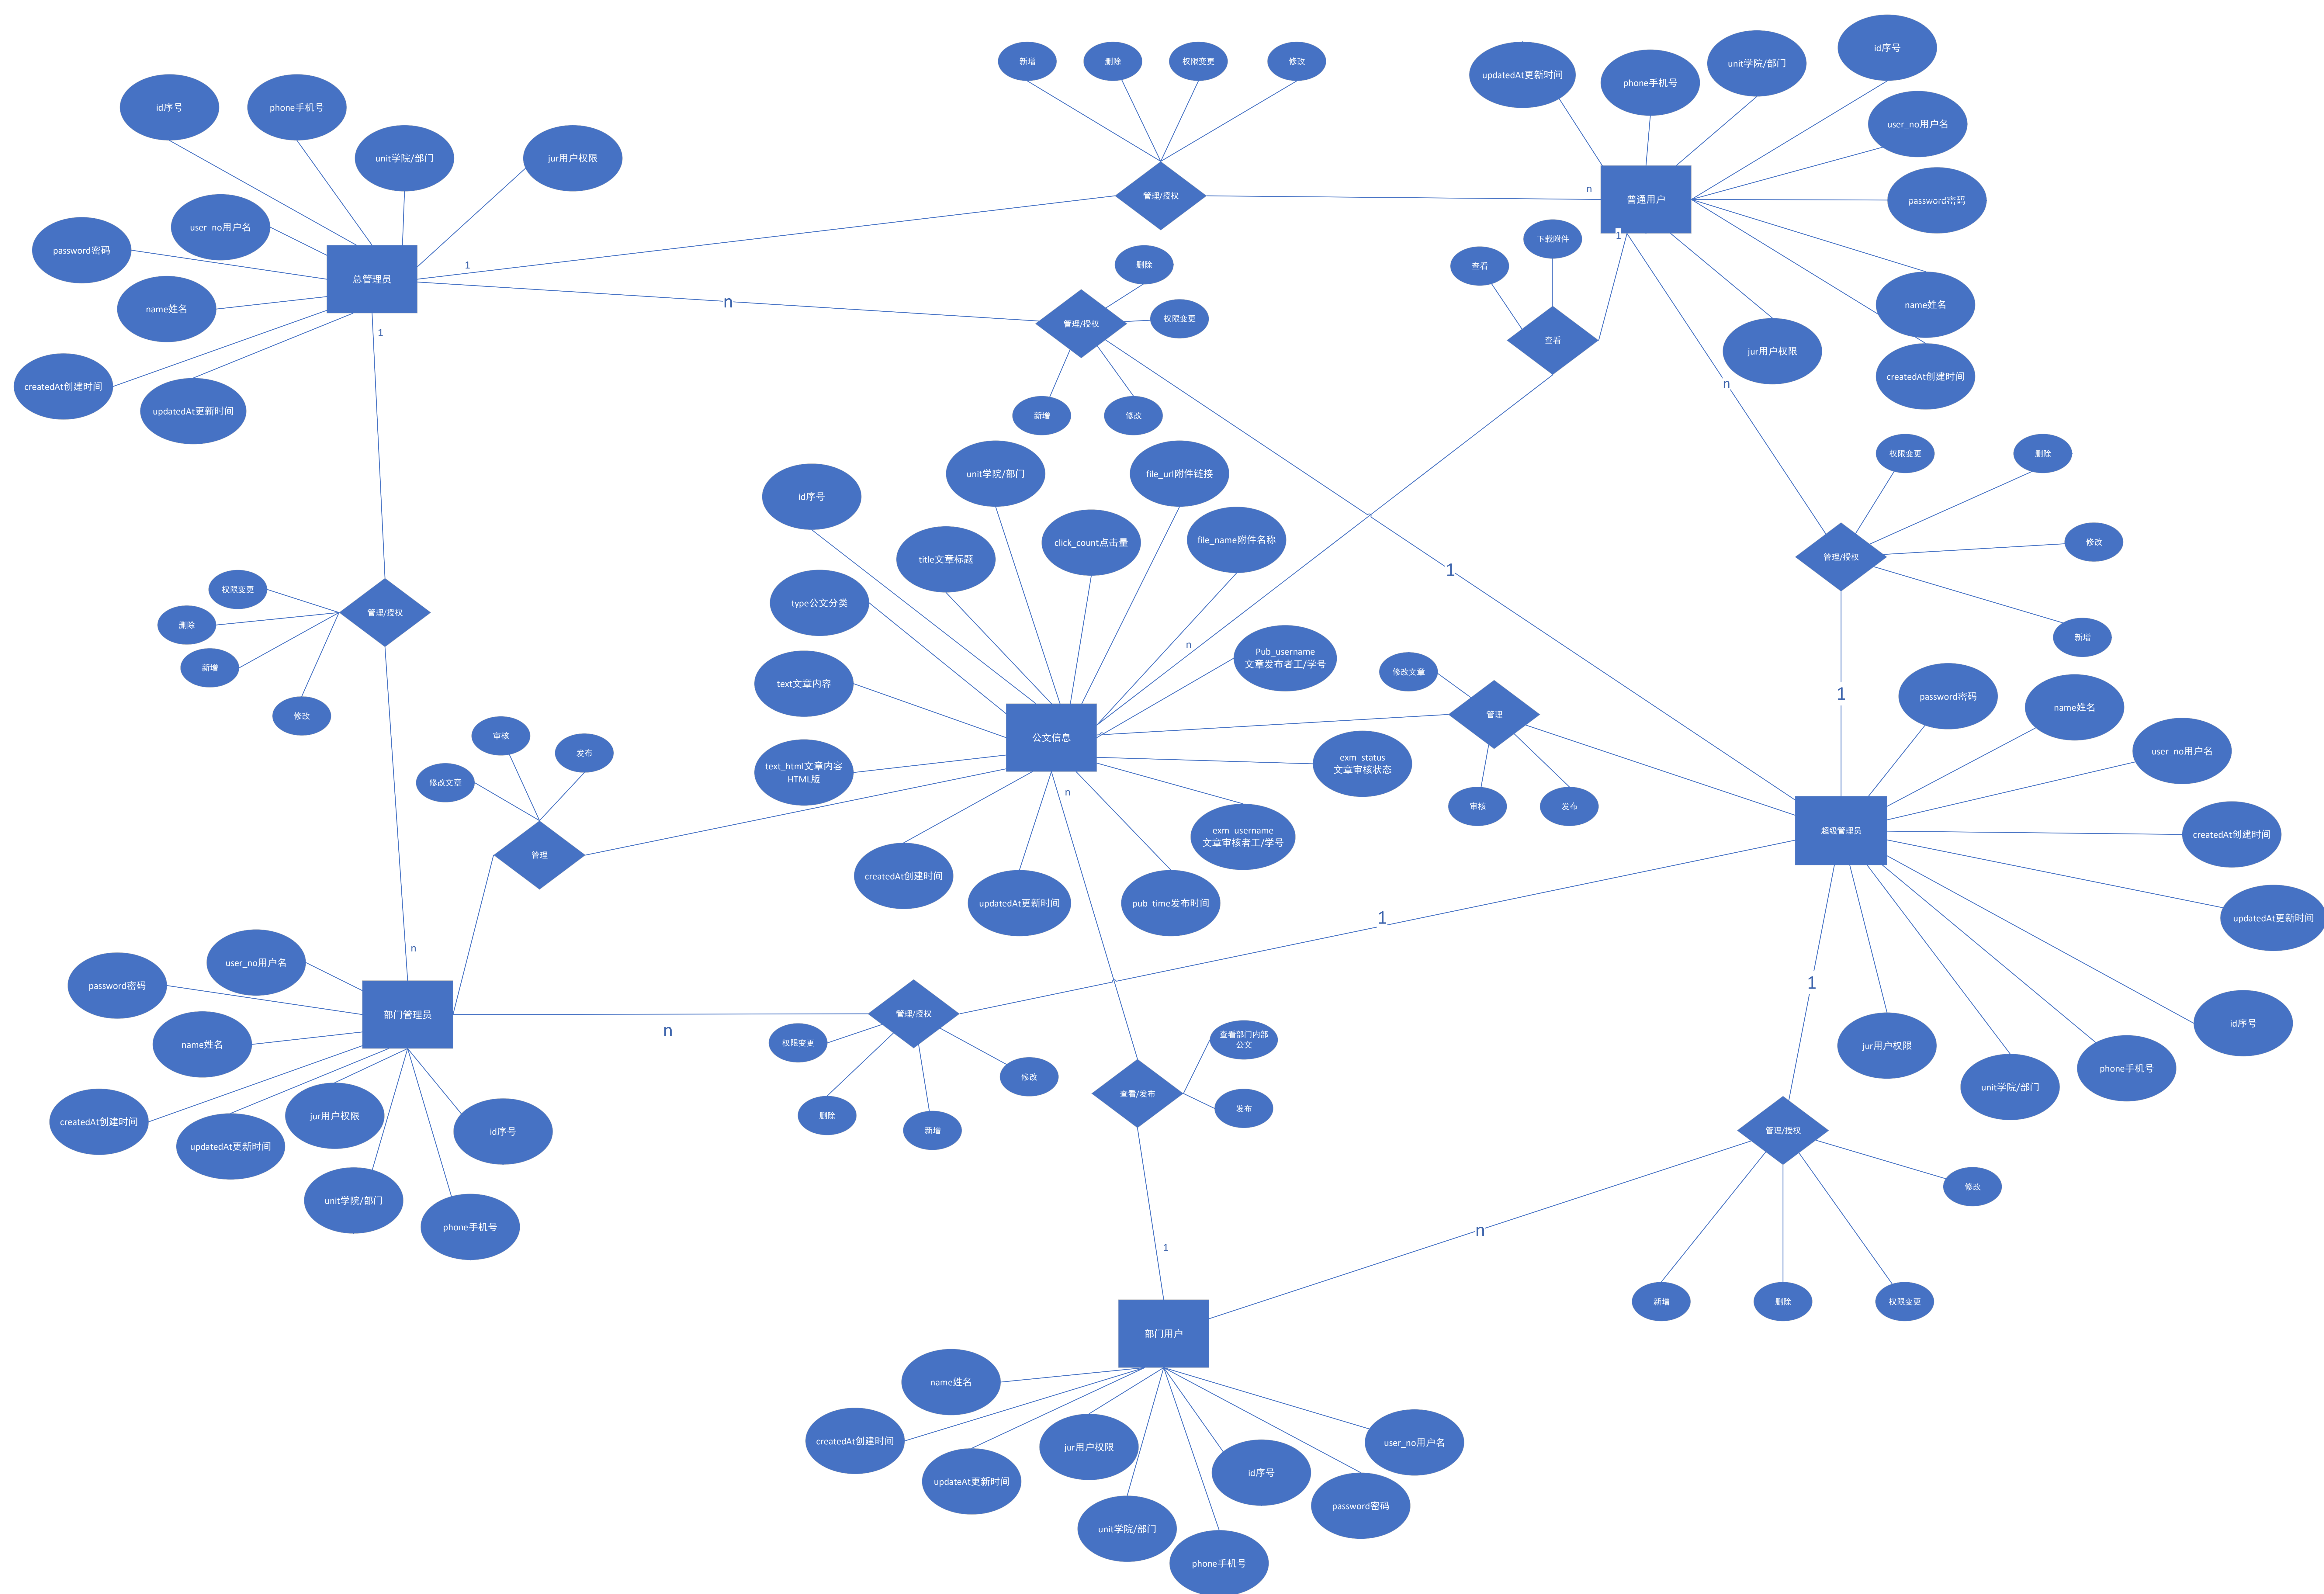 id序号
phone手机号
unit学院/部门
jur用户权限
user_no用户名
password密码
总管理员
name姓名
createdAt创建时间
updatedAt更新时间
1
1
n
新增
删除
权限变更
修改
管理/授权
n
删除
管理/授权
权限变更
新增
修改
updatedAt更新时间
phone手机号
unit学院/部门
id序号
user_no用户名
password密码
普通用户
1
name姓名
createdAt创建时间
jur用户权限
下载附件
查看
查看
n
权限变更
删除
管理/授权
修改
新增
1
1
权限变更
删除
新增
管理/授权
修改
id序号
unit学院/部门
file_url附件链接
title文章标题
click_count点击量
file_name附件名称
type公文分类
text文章内容
n
Pub_username
文章发布者工/学号
公文信息
text_html文章内容
HTML版
exm_status
文章审核状态
n
exm_username
文章审核者工/学号
createdAt创建时间
updatedAt更新时间
pub_time发布时间
修改文章
管理
审核
发布
审核
发布
修改文章
管理
password密码
name姓名
user_no用户名
超级管理员
createdAt创建时间
updatedAt更新时间
id序号
phone手机号
unit学院/部门
jur用户权限
1
1
n
user_no用户名
password密码
部门管理员
name姓名
createdAt创建时间
updatedAt更新时间
jur用户权限
id序号
unit学院/部门
phone手机号
n
管理/授权
权限变更
删除
新增
修改
查看部门内部
公文
查看/发布
发布
1
管理/授权
修改
新增
删除
权限变更
n
部门用户
name姓名
createdAt创建时间
updateAt更新时间
jur用户权限
unit学院/部门
id序号
phone手机号
password密码
user_no用户名